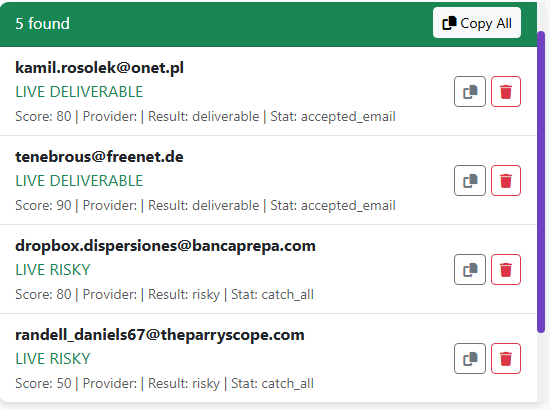 5 found
Copy All
kamil.rosolek@onet.pl
LIVE DELIVERABLE
Score: 80 | Provider: | Result: deliverable | Stat: accepted_email
tenebrous@freenet.de
LIVE DELIVERABLE
Score: 90 | Provider: | Result: deliverable | Stat: accepted_email
dropbox.dispersiones@bancaprepa.com
LIVE RISKY
Score: 80 | Provider: | Result: risky | Stat: catch_all
randell_daniels67@theparryscope.com
LIVE RISKY
Score: 50 | Provider: | Result: risky | Stat: catch_all